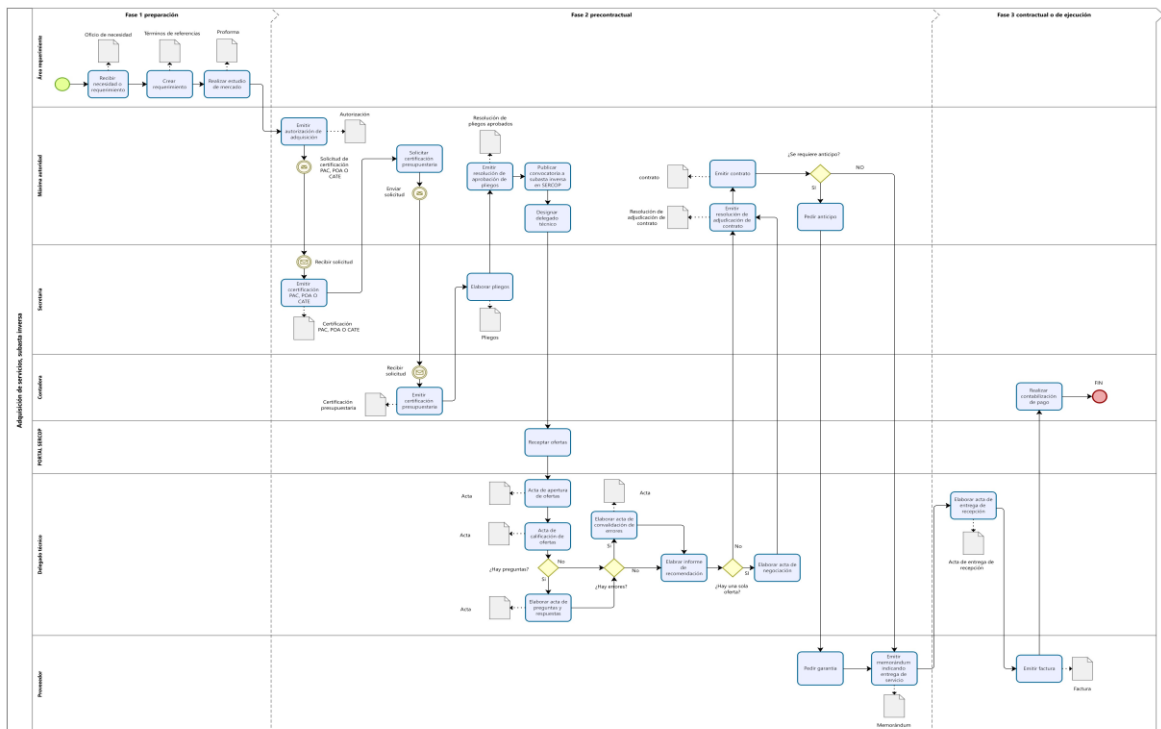 Fase 1 preparación
Fase 2 precontractual
Fase 3 contractual o de ejecución
Adquisición de servicios, subasta inversa
Área requirimiente
Oficio de necesidad
Términos de referencias
Proforma
Recibir
necesidad o
requerimiento
Crear
requerimiento
Realizar estudio
de mercado
Máxima autoridad
Emitir
autorización de
adquisición
Autorización
Solicitud de
certificación
PAC, POA O
CATE
Solicitar
certificación
presupuestaria
Enviar
solicitud
Resolución de
pliegos aprobados
Emitir
resolución de
aprobación de
pliegos
Publicar
convocatoria a
subasta inversa
en SERCOP
Designar
delegado
técnico
contrato
Emitir contrato
Resolución de
adjudicación de
contrato
Emitir
resolución de
adjudicación de
contrato
¿Se requiere anticipo?
NO
SI
Pedir anticipo
Secretaria
Recibir solicitud
Emitir
certificación
PAC, POA O
CATE
Certificación
PAC, POA O CATE
Elaborar pliegos
Pliegos
Contadora
Recibir
solicitud
Emitir
certificación
presupuestaria
Certificación
presupuestaria
Realizar
contabilización
de pago
FIN
PORTAL SERCOP
Receptar ofertas
Delegado técnico
Acta
Acta de apertura
de ofertas
Acta
Acta de
calificación de
ofertas
¿Hay preguntas?
No
Si
Acta
Elaborar acta de
preguntas y
respuestas
Acta
Elaborar acta de
convalidación de
errores
Si
No
¿Hay errores?
Elabrar informe
de
recomendación
No
Si
¿Hay una sola
oferta?
Elaborar acta de
negociación
Elaborar acta de
entrega de
recepción
Acta de entrega de
recepción
Proveedor
Pedir garantía
Emitir
memorándum
indicando
entrega de
servicio
Memorándum
Emitir factura
Factura